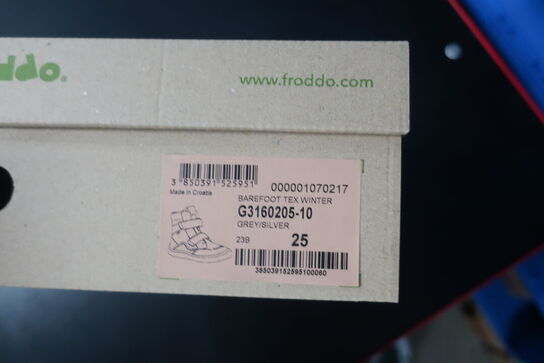 ddo®
www.froddo.com
3 850391 525951
000001070217
Made In Croatia
BAREFOOT TEX WINTER
G3160205-10
GREY/SILVER
23B
25
38503915259510060